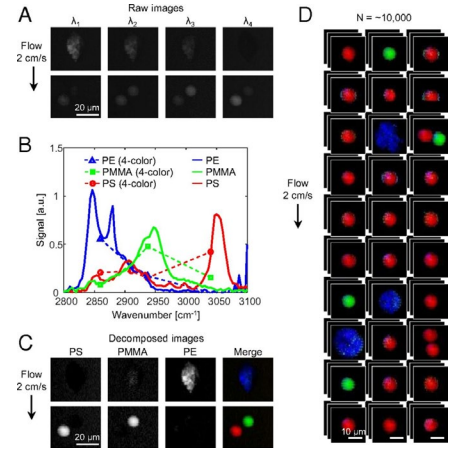 A
Raw images
λ1 λ2 λ3 λ4
Flow
2 cm/s
20 μm
B
1.5
1
0.5
0
Signal [a.u.]
PE (4-color) PE
PMMA (4-color) PMMA
PS (4-color) PS
2800 2850 2900 2950 3000 3050 3100
Wavenumber [cm-1]
C
Decomposed images
PS PMMA PE Merge
Flow
2 cm/s
20 μm
D
N = ~10,000
Flow
2 cm/s
10 μm